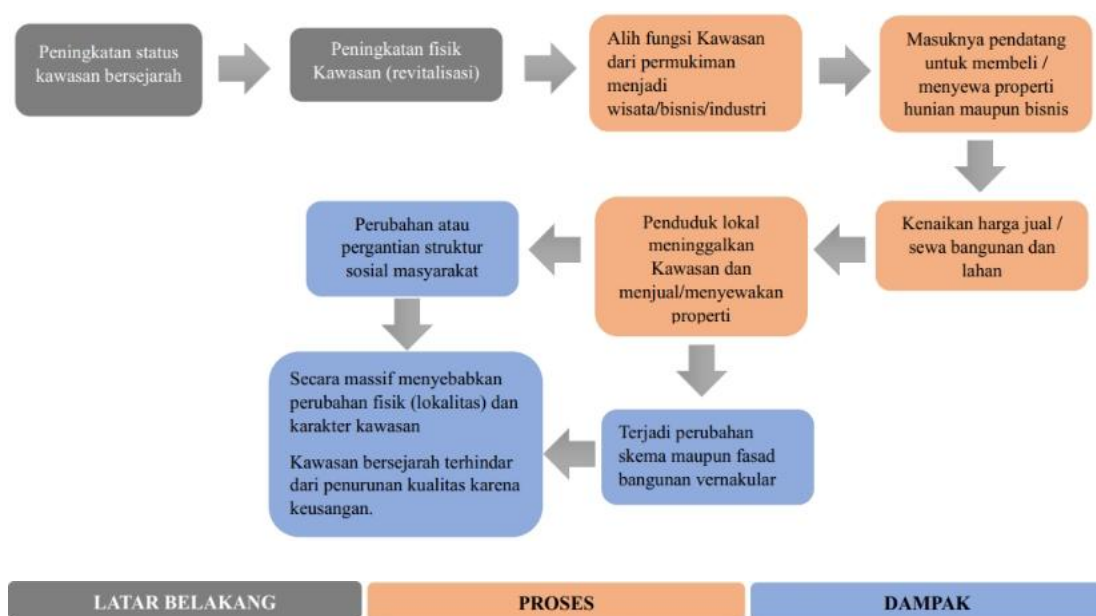 Peningkatan status
kawasan bersejarah
Peningkatan fisik
Kawasan (revitalisasi)
Alih fungsi Kawasan
dari permukiman
menjadi
wisata/bisnis/industri
Masuknya pendatang
untuk membeli /
menyewa properti
hunian maupun bisnis
Kenaikan harga jual /
sewa bangunan dan
lahan
Penduduk lokal
meninggalkan
Kawasan dan
menjual/menyewakan
properti
Perubahan atau
pergantian struktur
sosial masyarakat
Terjadi perubahan
skema maupun fasad
bangunan vernakular
Secara massif menyebabkan
perubahan fisik (lokalitas) dan
karakter kawasan
Kawasan bersejarah terhindar
dari penurunan kualitas karena
keusangan.
LATAR BELAKANG
PROSES
DAMPAK